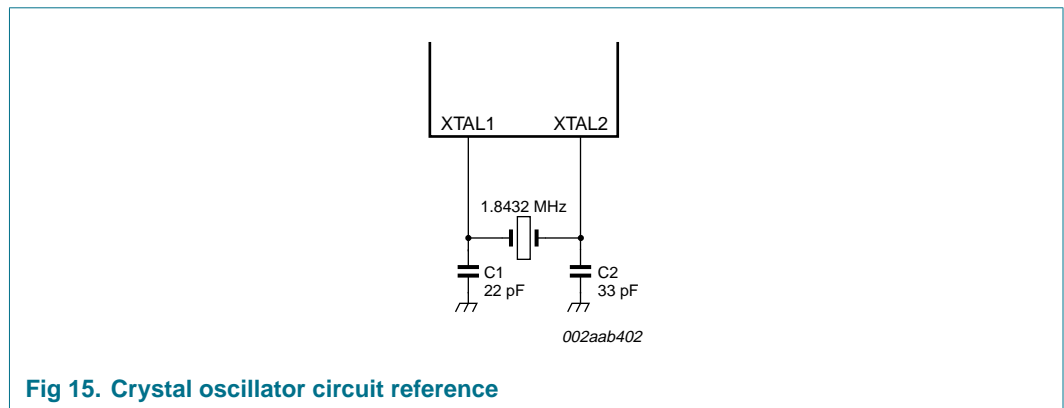 XTAL1 XTAL2
1.8432 MHz
C1
22 pF
C2
33 pF
002aab402
Fig 15. Crystal oscillator circuit reference